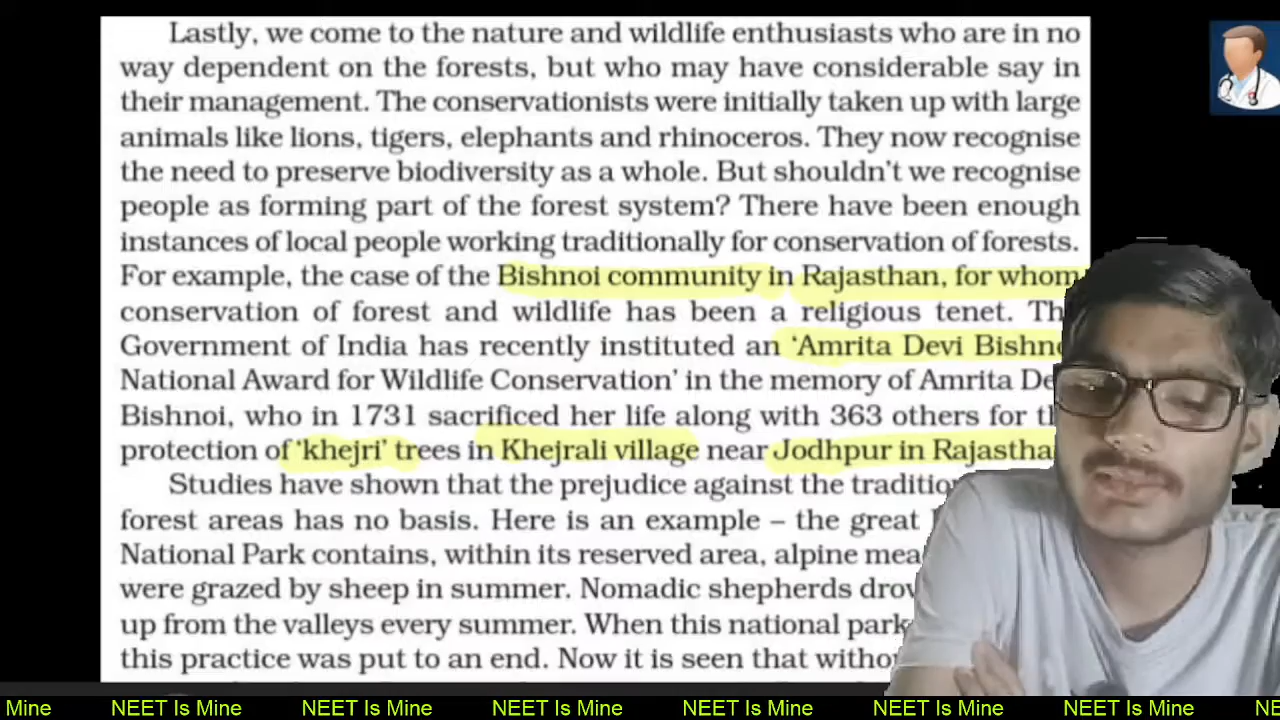 Lastly, we come to the nature and wildlife enthusiasts who are in no
way dependent on the forests, but who may have considerable say in
their management. The conservationists were initially taken up with large
animals like lions, tigers, elephants and rhinoceros. They now recognise
the need to preserve biodiversity as a whole. But shouldn't we recognise
people as forming part of the forest system? There have been enough
instances of local people working traditionally for conservation of forests.
For example, the case of the Bishnoi community in Rajasthan, for whom
conservation of forest and wildlife has been a religious tenet. Th
Government of India has recently instituted an 'Amrita Devi Bishno
National Award for Wildlife Conservation' in the memory of Amrita De
Bishnoi, who in 1731 sacrificed her life along with 363 others for th
protection of 'khejri' trees in Khejrali village near Jodhpur in Rajastha
Studies have shown that the prejudice against the tradition
forest areas has no basis. Here is an example – the great
National Park contains, within its reserved area, alpine mea
were grazed by sheep in summer. Nomadic shepherds drov
up from the valleys every summer. When this national park
this practice was put to an end. Now it is seen that witho
Mine NEET Is Mine NEET Is Mine NEET Is Mine NEET Is Mine NEET Is Mine NEET Is Mine NE